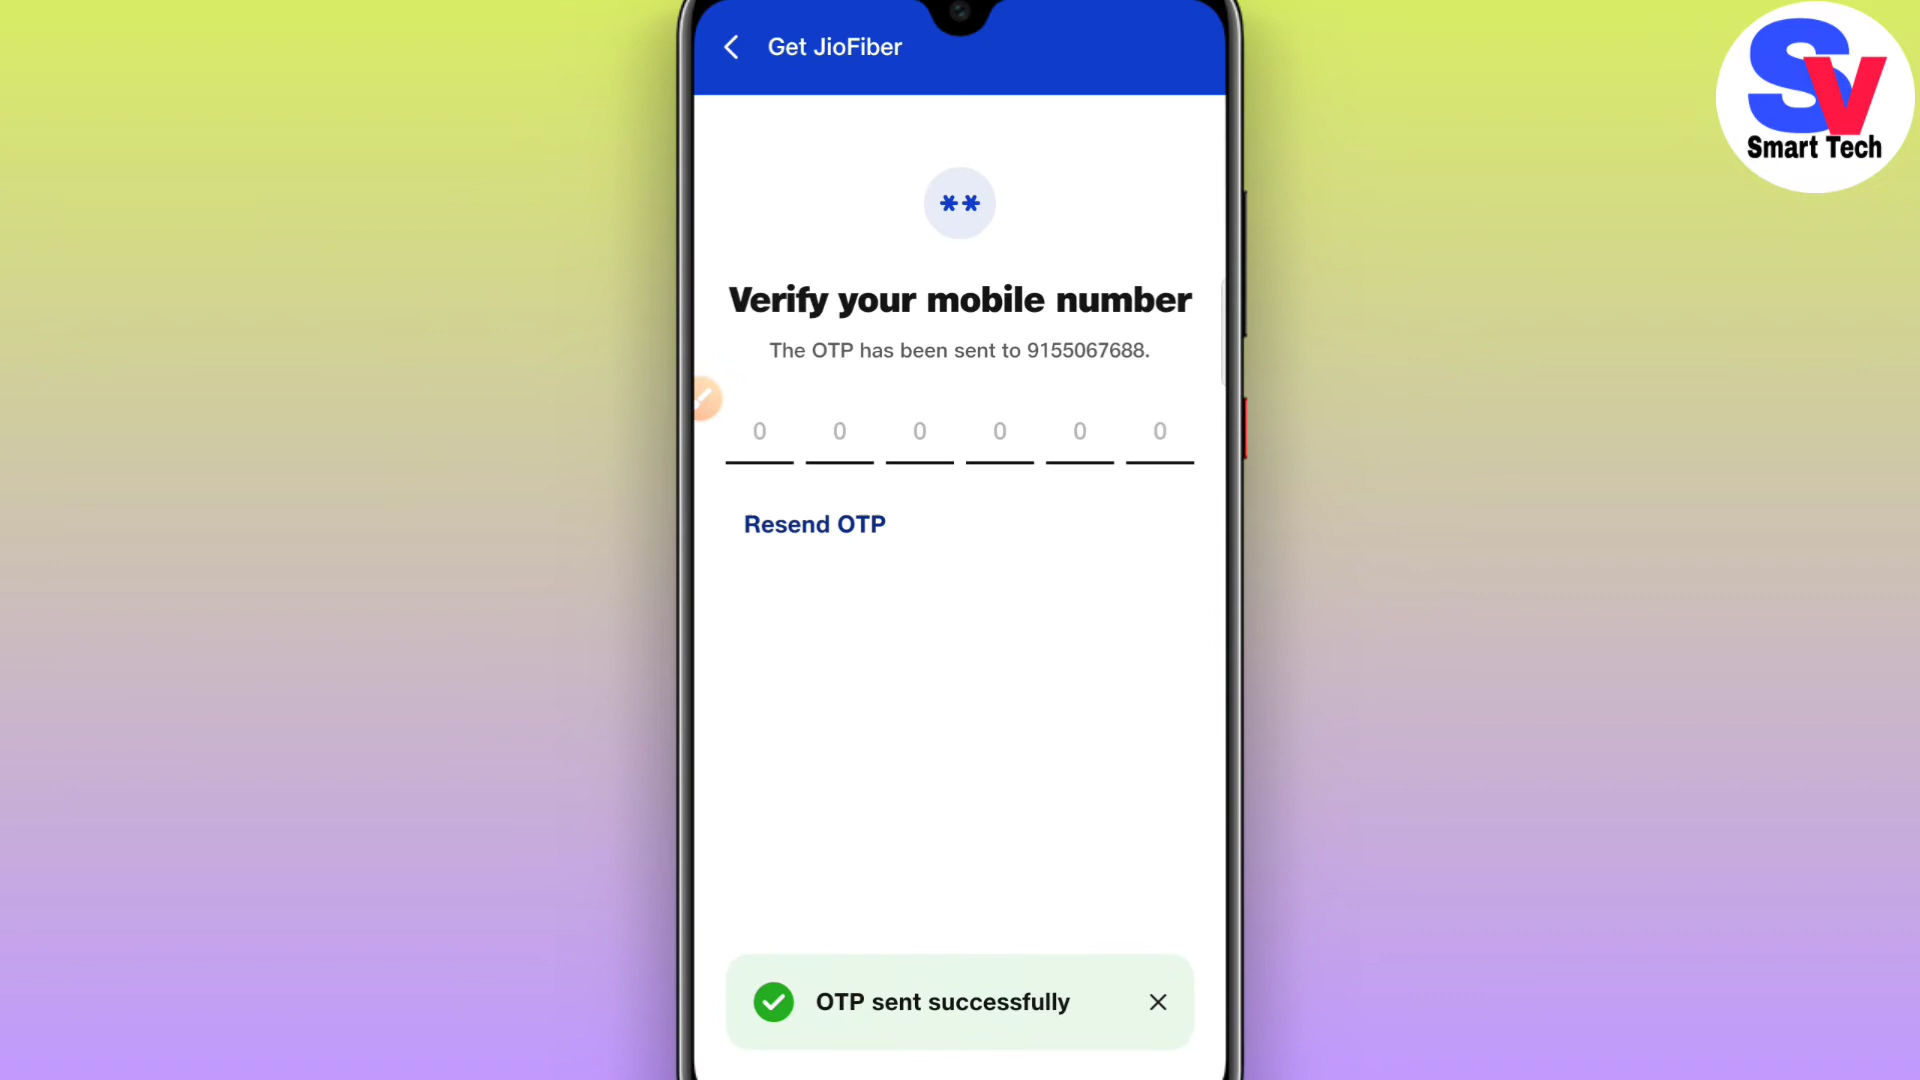 Get JioFiber
SV
Smart Tech
**
Verify your mobile number
The OTP has been sent to 9155067688.
0 0 0 0 0 0
Resend OTP
OTP sent successfully